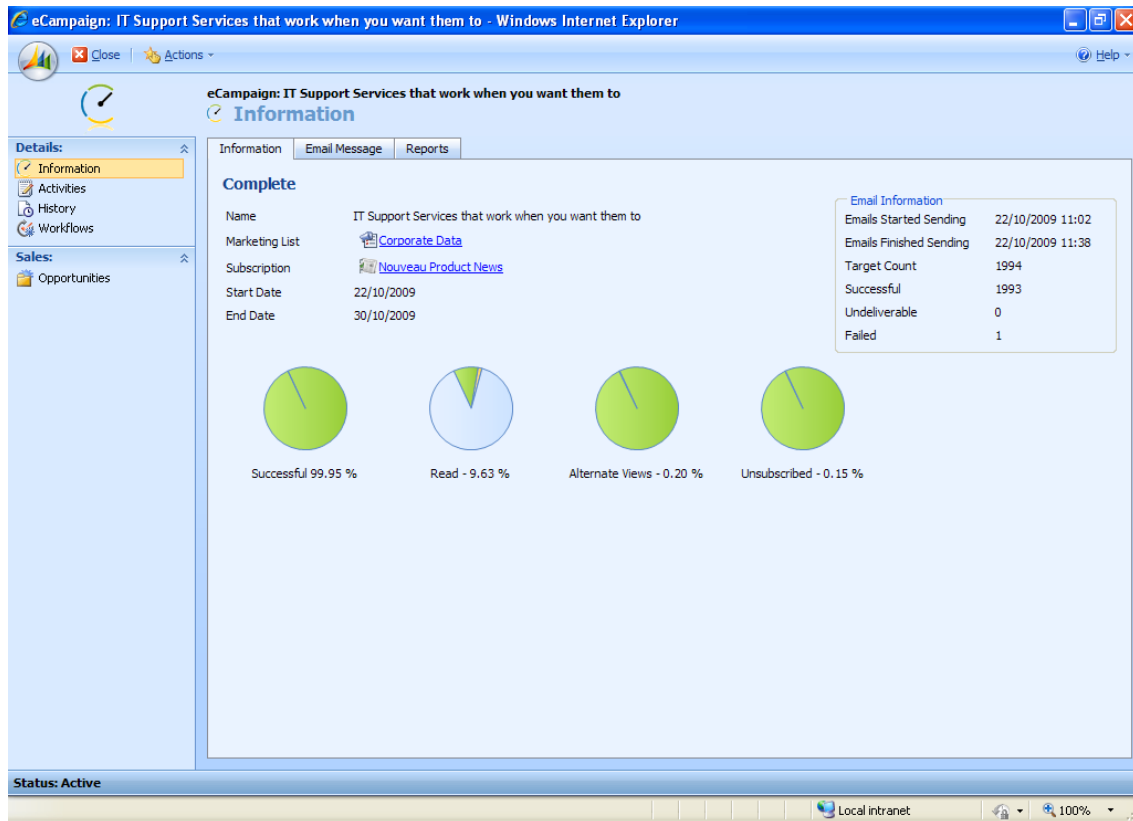 eCampaign: IT Support Services that work when you want them to - Windows Internet Explorer
Close Actions Help
eCampaign: IT Support Services that work when you want them to
Information
Details:
Information
Activities
History
Workflows
Sales:
Opportunities
Information Email Message Reports
Complete
Name IT Support Services that work when you want them to
Marketing List Corporate Data
Subscription Nouveau Product News
Start Date 22/10/2009
End Date 30/10/2009
Email Information
Emails Started Sending 22/10/2009 11:02
Emails Finished Sending 22/10/2009 11:38
Target Count 1994
Successful 1993
Undeliverable 0
Failed 1
Successful 99.95 % Read - 9.63 % Alternate Views - 0.20 % Unsubscribed - 0.15 %
Status: Active
Local intranet 100%